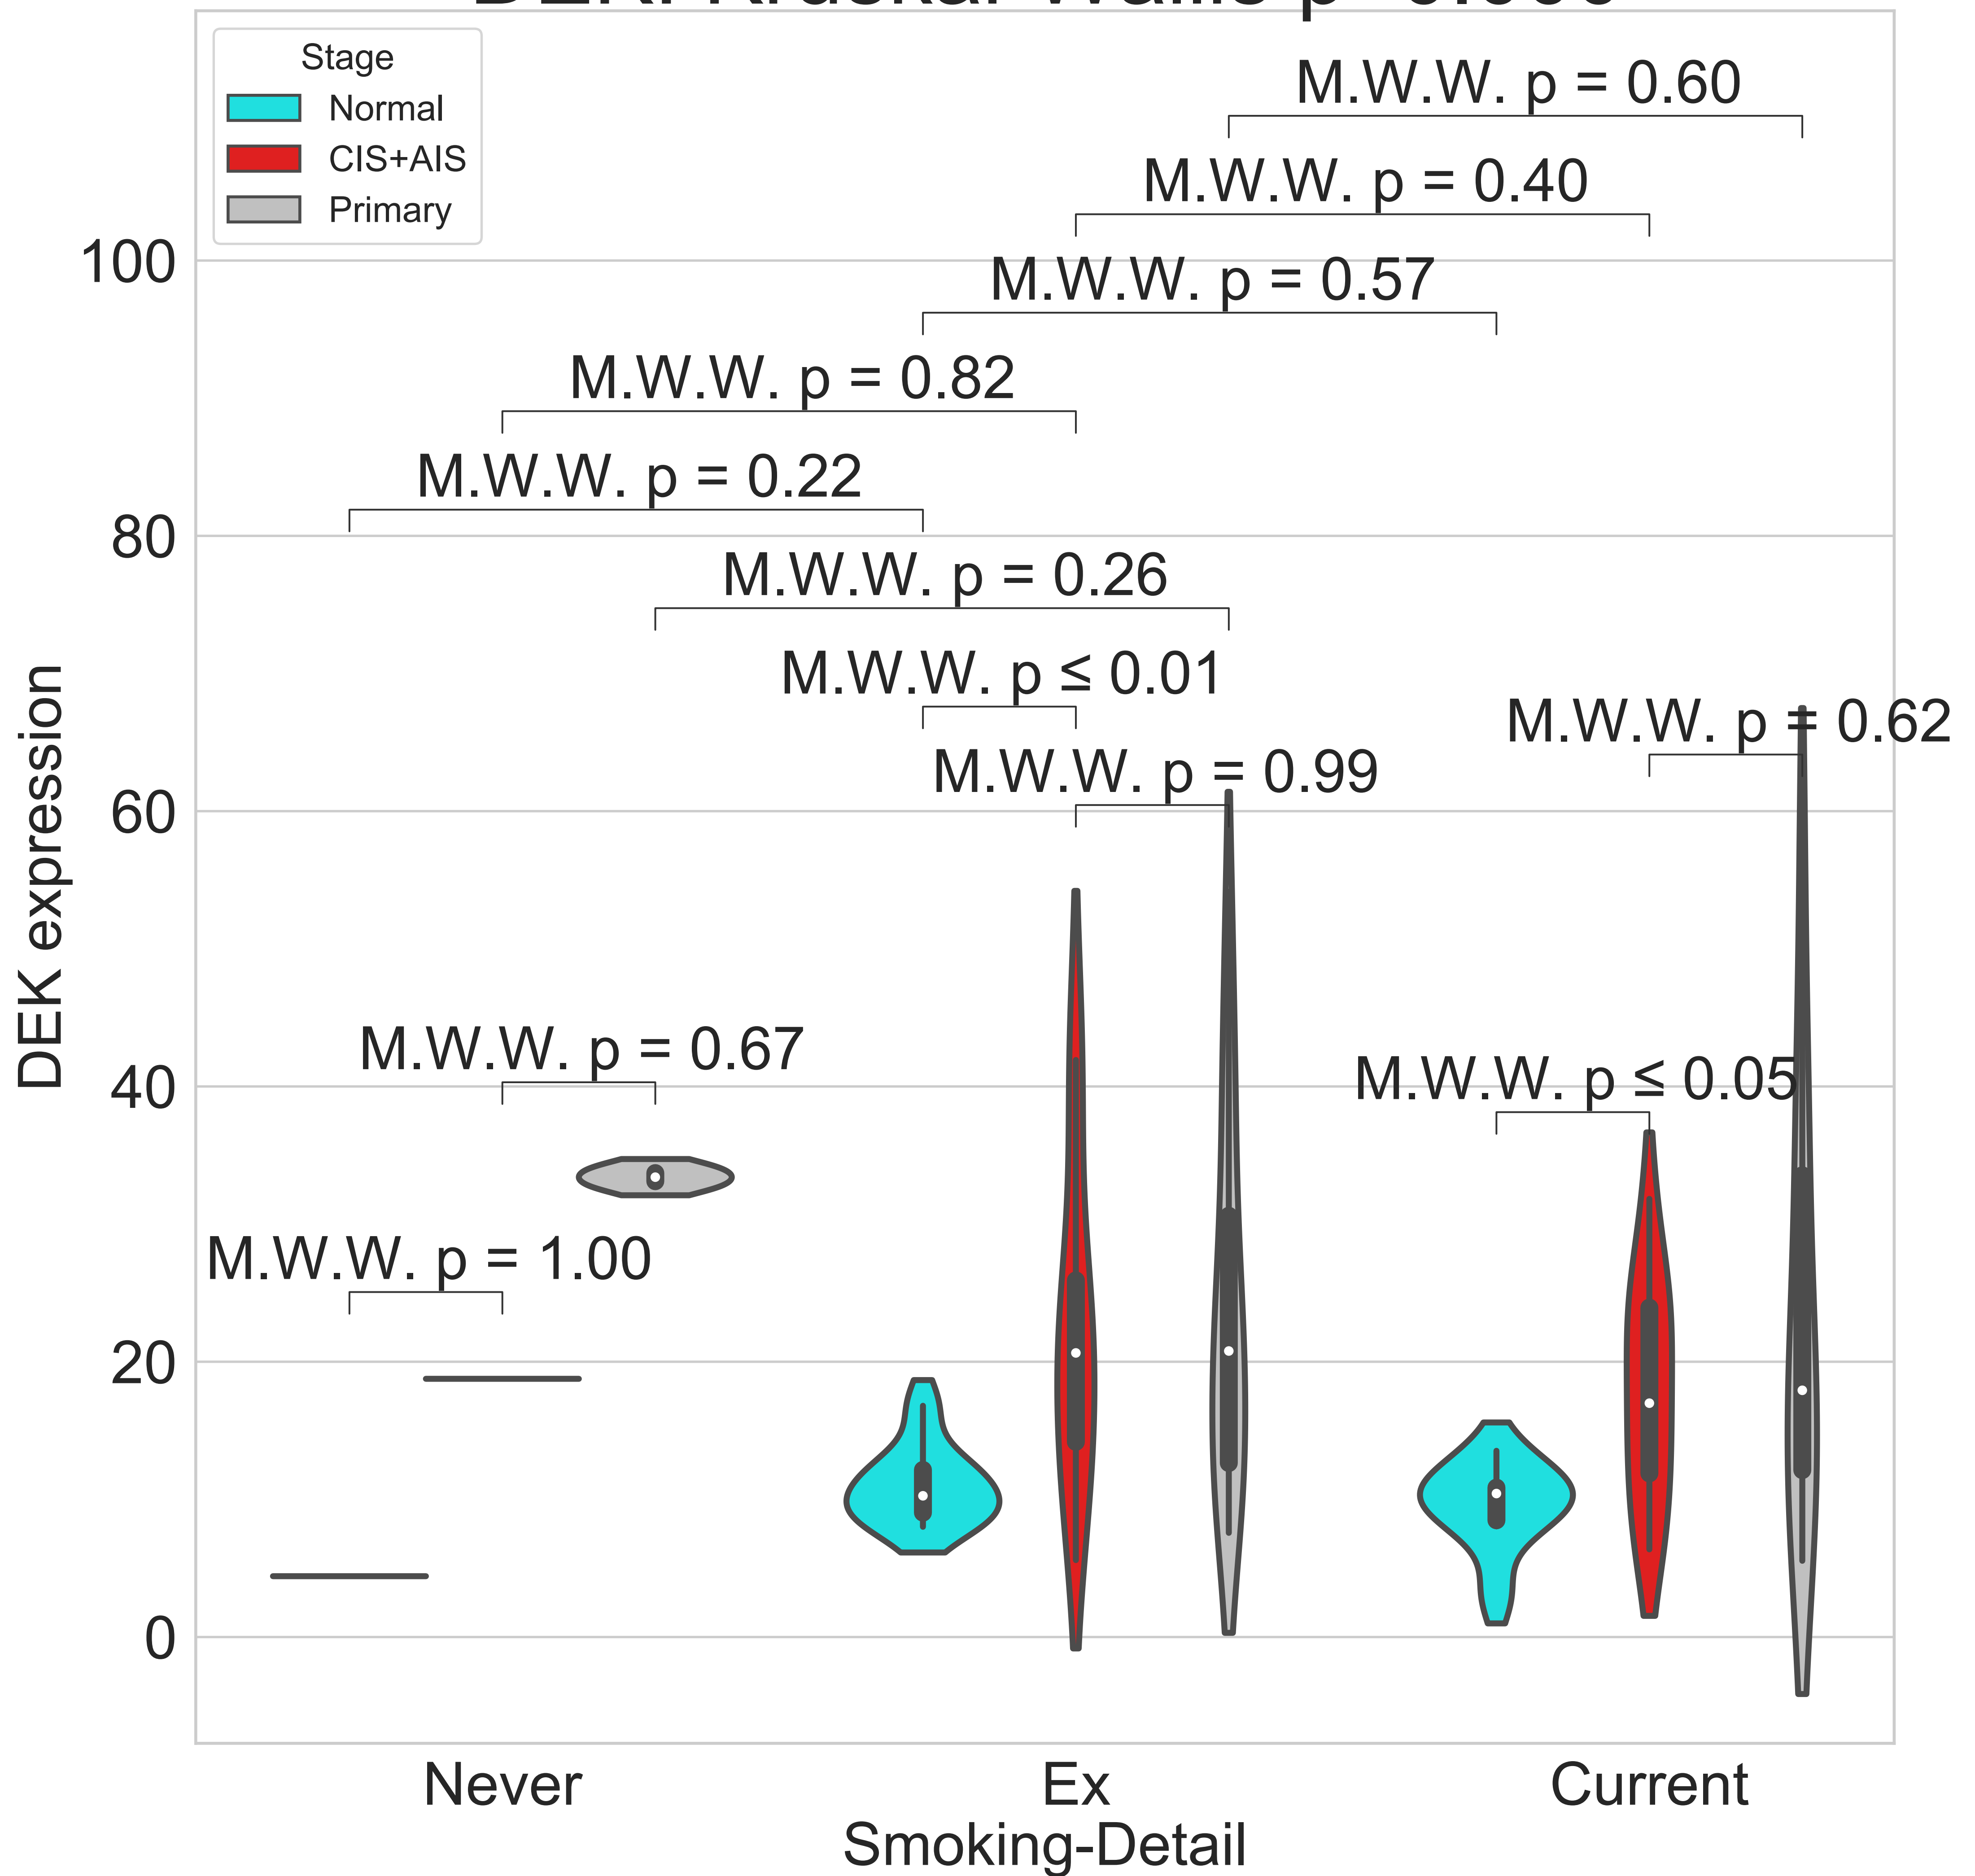 Stage
Normal
CIS+AIS
Primary
M.W.W. p = 0.60
M.W.W. p = 0.40
100
M.W.W. p = 0.57
M.W.W. p = 0.82
M.W.W. p = 0.22
80
M.W.W. p = 0.26
M.W.W. p ≤ 0.01
M.W.W. p = 0.62
M.W.W. p = 0.99
60
DEK expression
M.W.W. p = 0.67
M.W.W. p ≤ 0.05
40
M.W.W. p = 1.00
20
0
Never
Ex
Current
Smoking-Detail